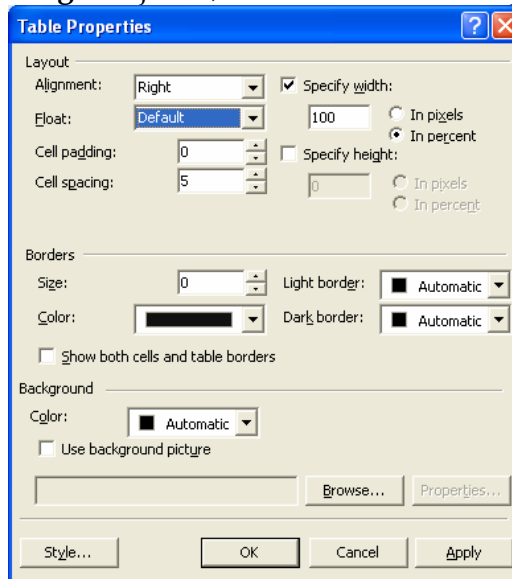 Table Properties
Layout
Alignment: Right Specify width:
Float: Default 100 In pixels
In percent
Cell padding: 0 Specify height:
Cell spacing: 5 0 In pixels
In percent
Borders
Size: 0 Light border: Automatic
Color: Dark border: Automatic
Show both cells and table borders
Background
Color: Automatic
Use background picture
Browse... Properties...
Style... OK Cancel Apply